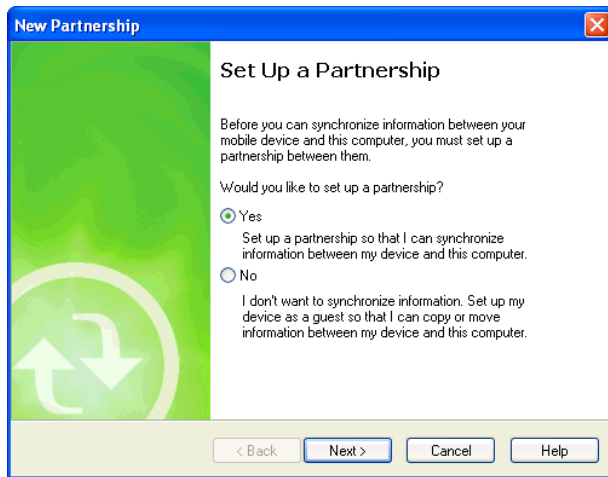 New Partnership
Set Up a Partnership
Before you can synchronize information between your
mobile device and this computer, you must set up a
partnership between them.
Would you like to set up a partnership?
Yes
Set up a partnership so that I can synchronize
information between my device and this computer.
No
I don't want to synchronize information. Set up my
device as a guest so that I can copy or move
information between my device and this computer.
< Back Next > Cancel Help